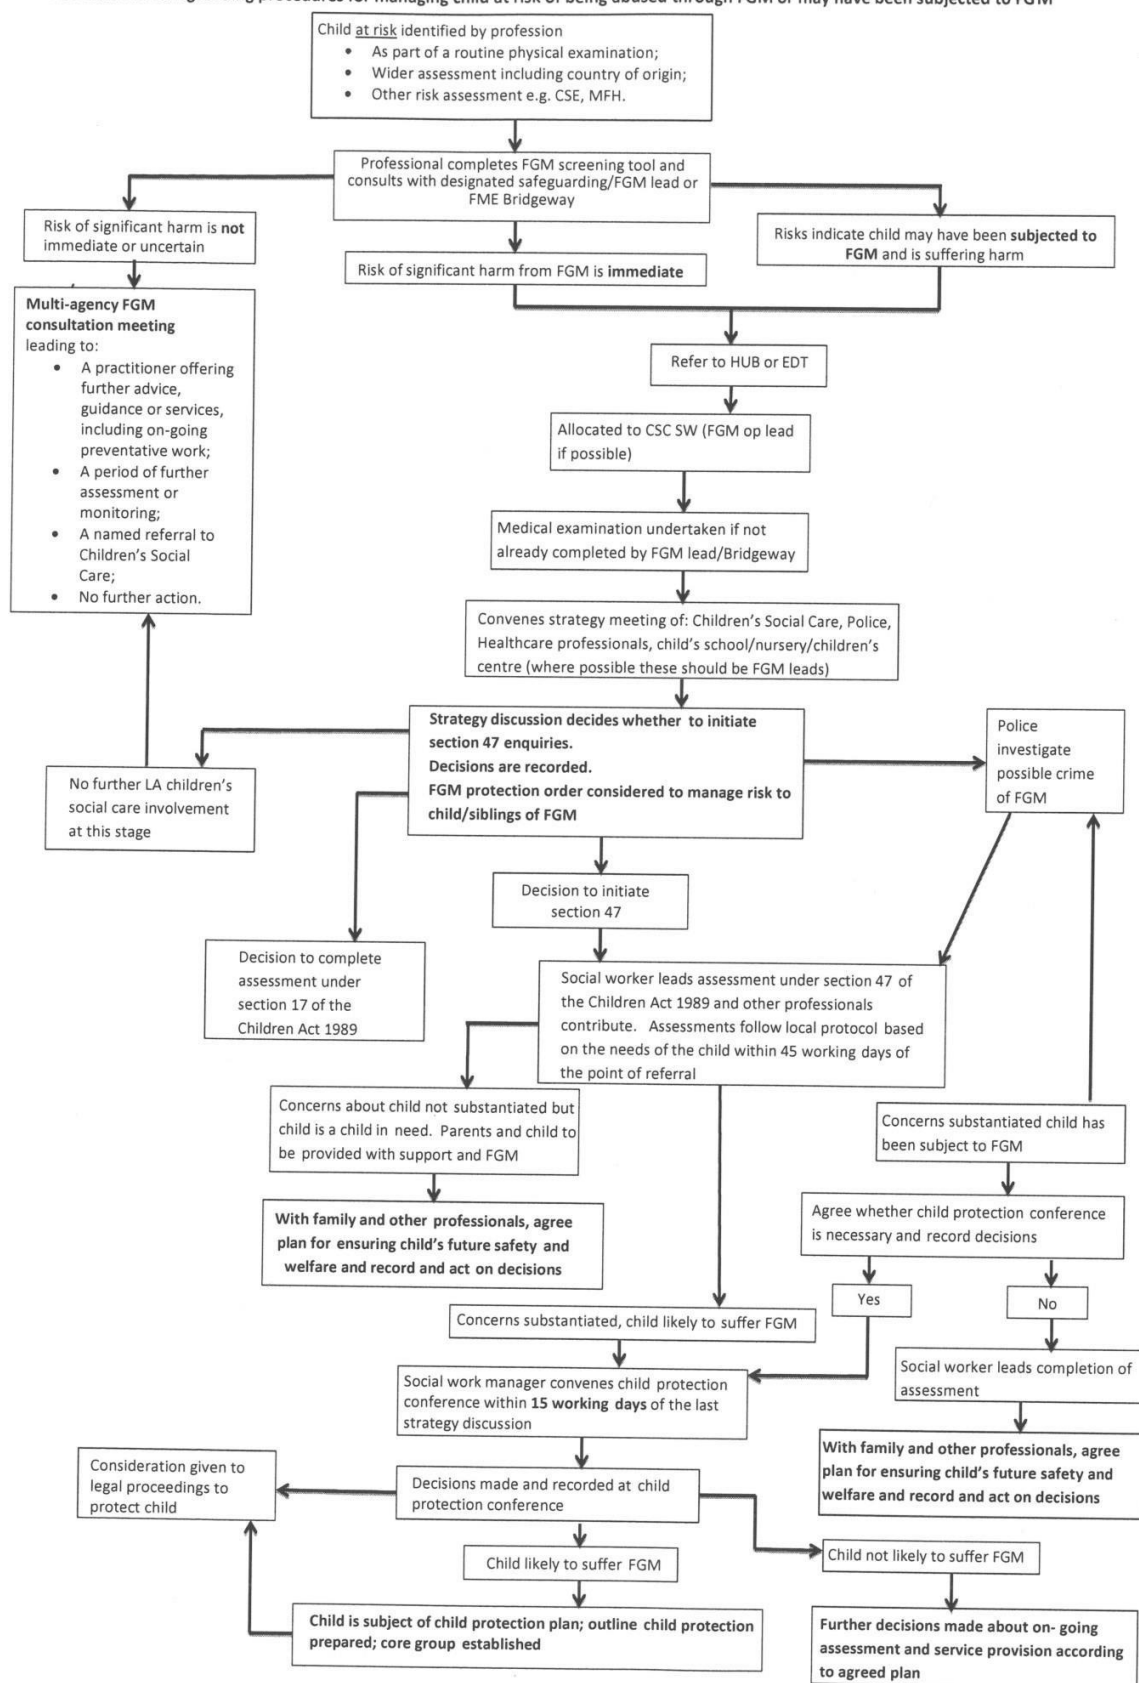 procedures for managing child at risk of being abused through FGM or may have been subjected to FGM
Child at risk identified by profession
• As part of a routine physical examination;
• Wider assessment including country of origin;
• Other risk assessment e.g. CSE, MFH.
Professional completes FGM screening tool and
consults with designated safeguarding/FGM lead or
FME Bridgeway
Risk of significant harm is not
immediate or uncertain
Risk of significant harm from FGM is immediate
Risks indicate child may have been subjected to
FGM and is suffering harm
Multi-agency FGM
consultation meeting
leading to:
• A practitioner offering
further advice,
guidance or services,
including on-going
preventative work;
• A period of further
assessment or
monitoring;
• A named referral to
Children's Social
Care;
• No further action.
Refer to HUB or EDT
Allocated to CSC SW (FGM op lead
if possible)
Medical examination undertaken if not
already completed by FGM lead/Bridgeway
Convenes strategy meeting of: Children's Social Care, Police,
Healthcare professionals, child's school/nursery/children's
centre (where possible these should be FGM leads)
Strategy discussion decides whether to initiate
section 47 enquiries.
Decisions are recorded.
FGM protection order considered to manage risk to
child/siblings of FGM
Police
investigate
possible crime
of FGM
No further LA children's
social care involvement
at this stage
Decision to initiate
section 47
Decision to complete
assessment under
section 17 of the
Children Act 1989
Social worker leads assessment under section 47 of
the Children Act 1989 and other professionals
contribute. Assessments follow local protocol based
on the needs of the child within 45 working days of
the point of referral
Concerns about child not substantiated but
child is a child in need. Parents and child to
be provided with support and FGM
Concerns substantiated child has
been subject to FGM
With family and other professionals, agree
plan for ensuring child's future safety and
welfare and record and act on decisions
Agree whether child protection conference
is necessary and record decisions
Yes
No
Concerns substantiated, child likely to suffer FGM
Social work manager convenes child protection
conference within 15 working days of the last
strategy discussion
Social worker leads completion of
assessment
With family and other professionals, agree
plan for ensuring child's future safety and
welfare and record and act on decisions
Consideration given to
legal proceedings to
protect child
Decisions made and recorded at child
protection conference
Child likely to suffer FGM
Child not likely to suffer FGM
Child is subject of child protection plan; outline child protection
prepared; core group established
Further decisions made about on- going
assessment and service provision according
to agreed plan